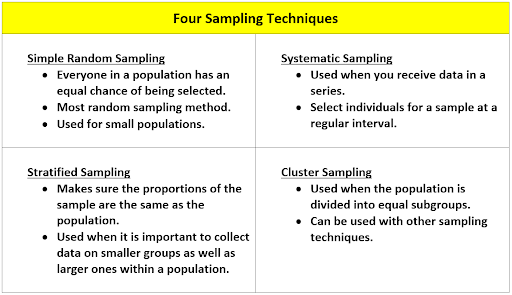 Four Sampling Techniques
Simple Random Sampling
• Everyone in a population has an
equal chance of being selected.
• Most random sampling method.
• Used for small populations.
Systematic Sampling
• Used when you receive data in a
series.
• Select individuals for a sample at a
regular interval.
Stratified Sampling
• Makes sure the proportions of the
sample are the same as the
population.
• Used when it is important to collect
data on smaller groups as well as
larger ones within a population.
Cluster Sampling
• Used when the population is
divided into equal subgroups.
• Can be used with other sampling
techniques.